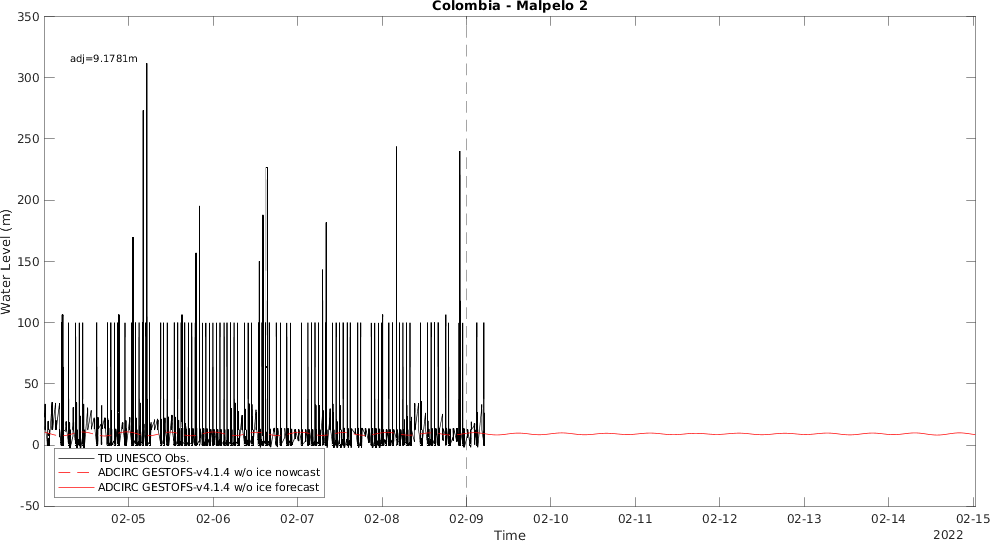 Colombia - Malpelo 2
350
adj=9.1781m
300
250
200
150
100
50
0
-50
Water Level (m)
TD UNESCO Obs.
ADCIRC GESTOFS-v4.1.4 w/o ice nowcast
ADCIRC GESTOFS-v4.1.4 w/o ice forecast
02-05 02-06 02-07 02-08 02-09 02-10 02-11 02-12 02-13 02-14 02-15
Time
2022